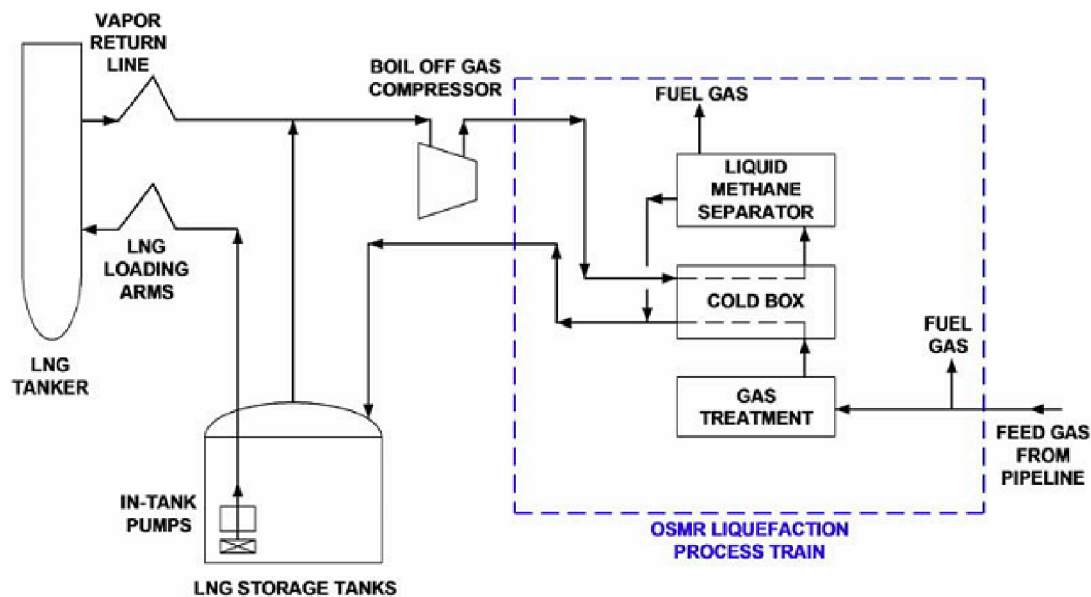 VAPOR
RETURN
LINE
BOIL OFF GAS
COMPRESSOR
FUEL GAS
LIQUID
METHANE
SEPARATOR
LNG
LOADING
ARMS
COLD BOX
LNG
TANKER
FUEL
GAS
GAS
TREATMENT
FEED GAS
FROM
PIPELINE
IN-TANK
PUMPS
OSMR LIQUEFACTION
PROCESS TRAIN
LNG STORAGE TANKS